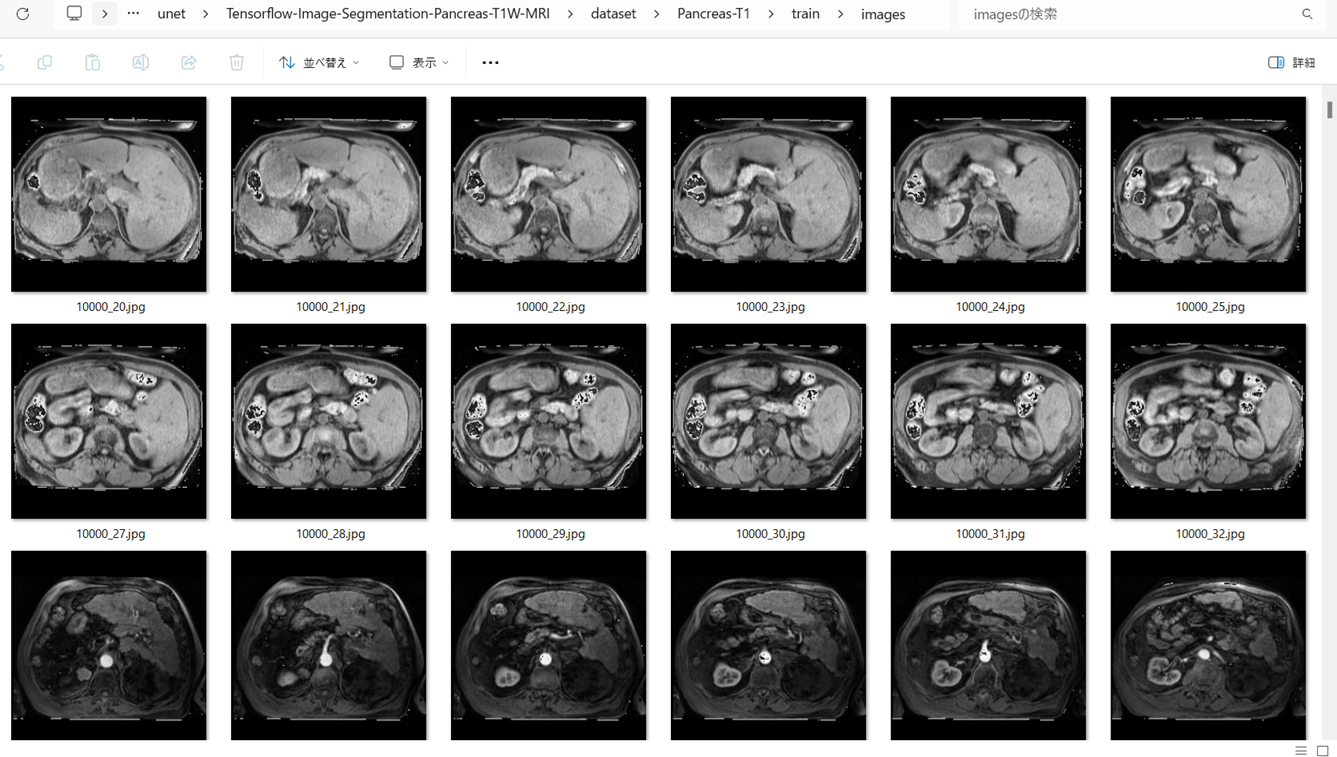 unet > Tensorflow-Image-Segmentation-Pancreas-T1W-MRI > dataset > Pancreas-T1 > train > images
imagesの検索
並べ替え
表示
詳細
10000_20.jpg
10000_21.jpg
10000_22.jpg
10000_23.jpg
10000_24.jpg
10000_25.jpg
10000_27.jpg
10000_28.jpg
10000_29.jpg
10000_30.jpg
10000_31.jpg
10000_32.jpg